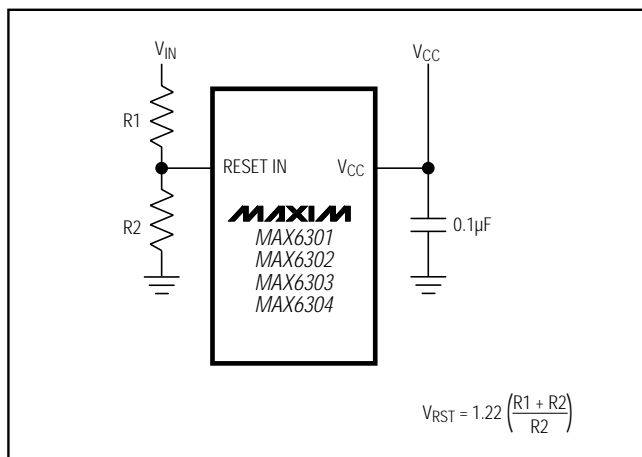 V_IN
V_CC
R1
RESET IN
V_CC
R2
0.1µF
MAXIM
MAX6301
MAX6302
MAX6303
MAX6304
V_RST = 1.22 (R1 + R2 / R2)